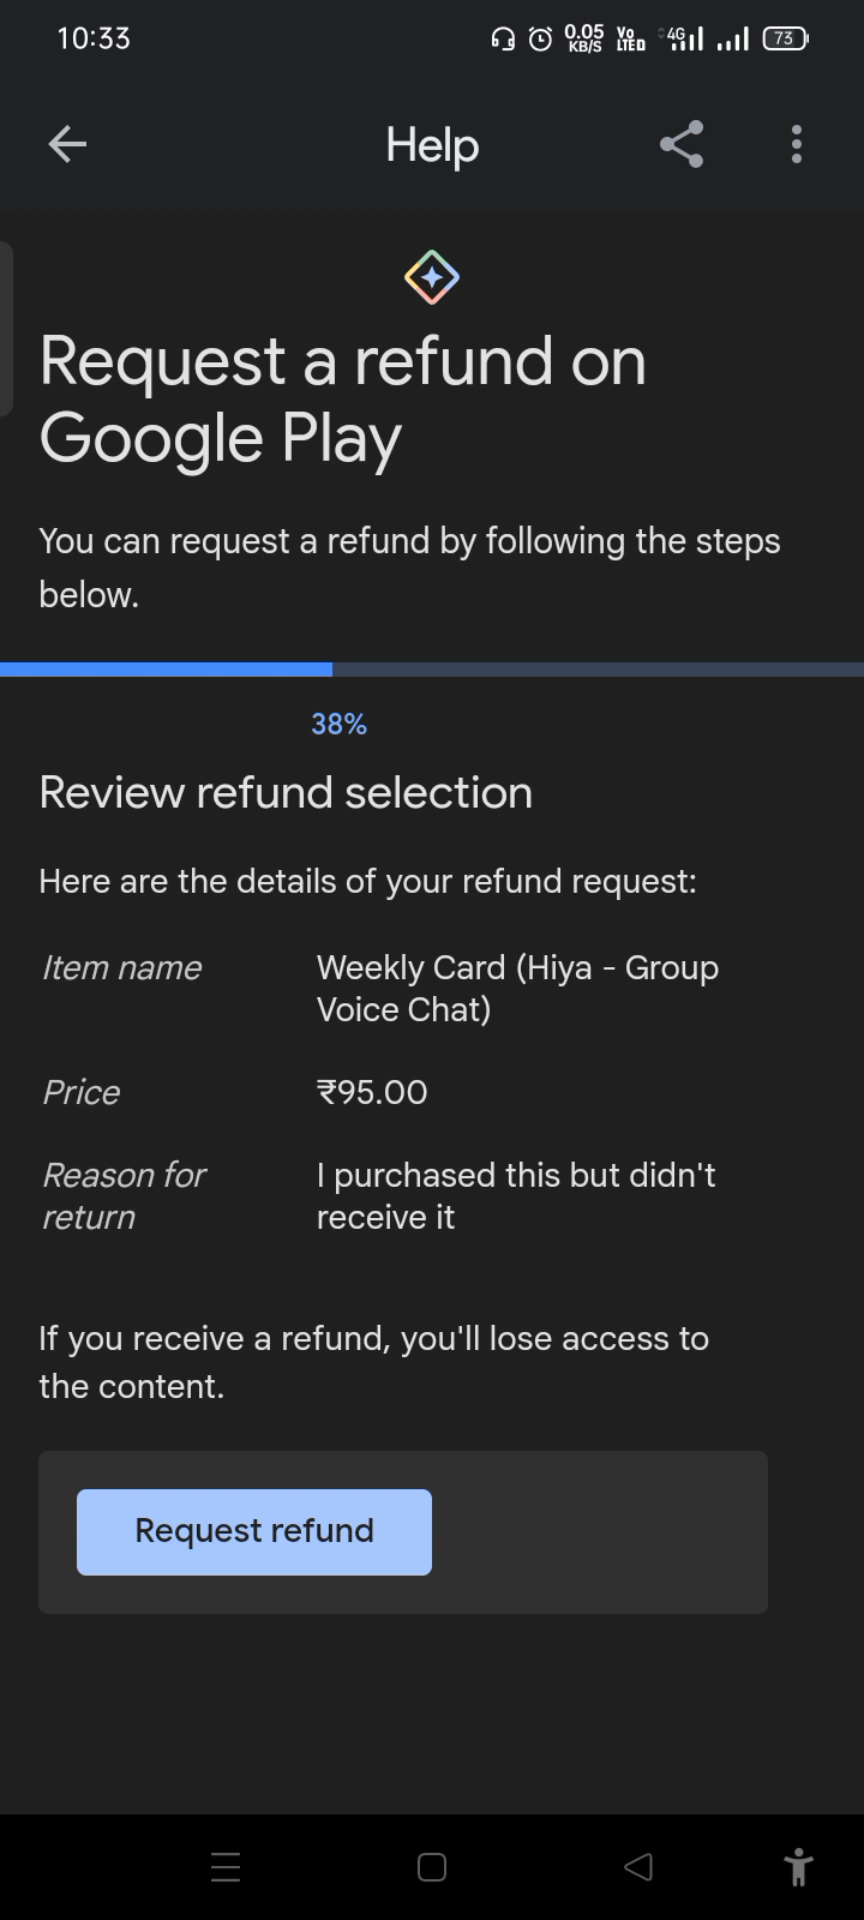 10:33
0.05
KB/S
Vo
LTE D
4G
73
Help
Request a refund on
Google Play
You can request a refund by following the steps
below.
38%
Review refund selection
Here are the details of your refund request:
Item name
Weekly Card (Hiya - Group
Voice Chat)
Price
₹95.00
Reason for
return
I purchased this but didn't
receive it
If you receive a refund, you'll lose access to
the content.
Request refund